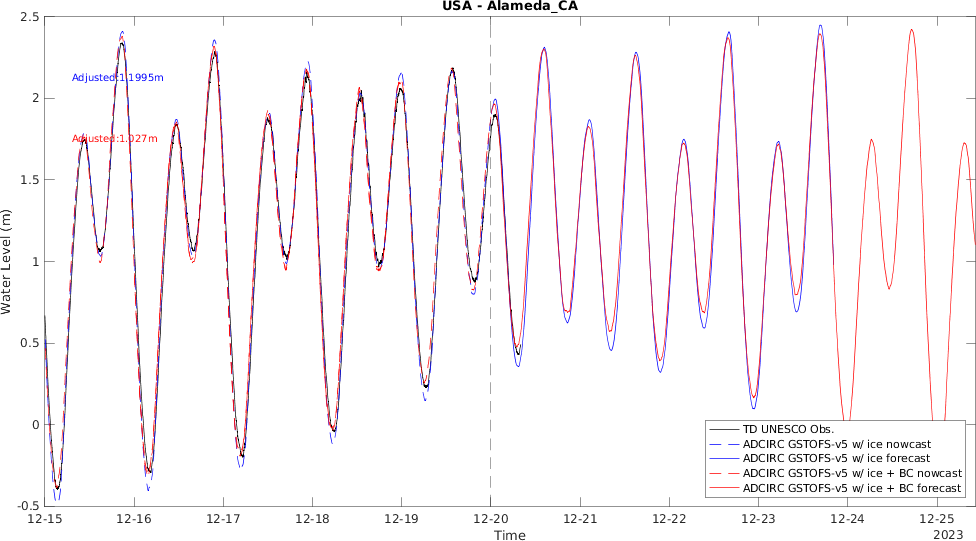 USA - Alameda_CA
2.5
2
1.5
1
0.5
0
-0.5
Water Level (m)
Adjusted:1.1995m
Adjusted:1.027m
TD UNESCO Obs.
ADCIRC GSTOFS-v5 w/ ice nowcast
ADCIRC GSTOFS-v5 w/ ice forecast
ADCIRC GSTOFS-v5 w/ ice + BC nowcast
ADCIRC GSTOFS-v5 w/ ice + BC forecast
12-15 12-16 12-17 12-18 12-19 12-20 12-21 12-22 12-23 12-24 12-25
Time
2023